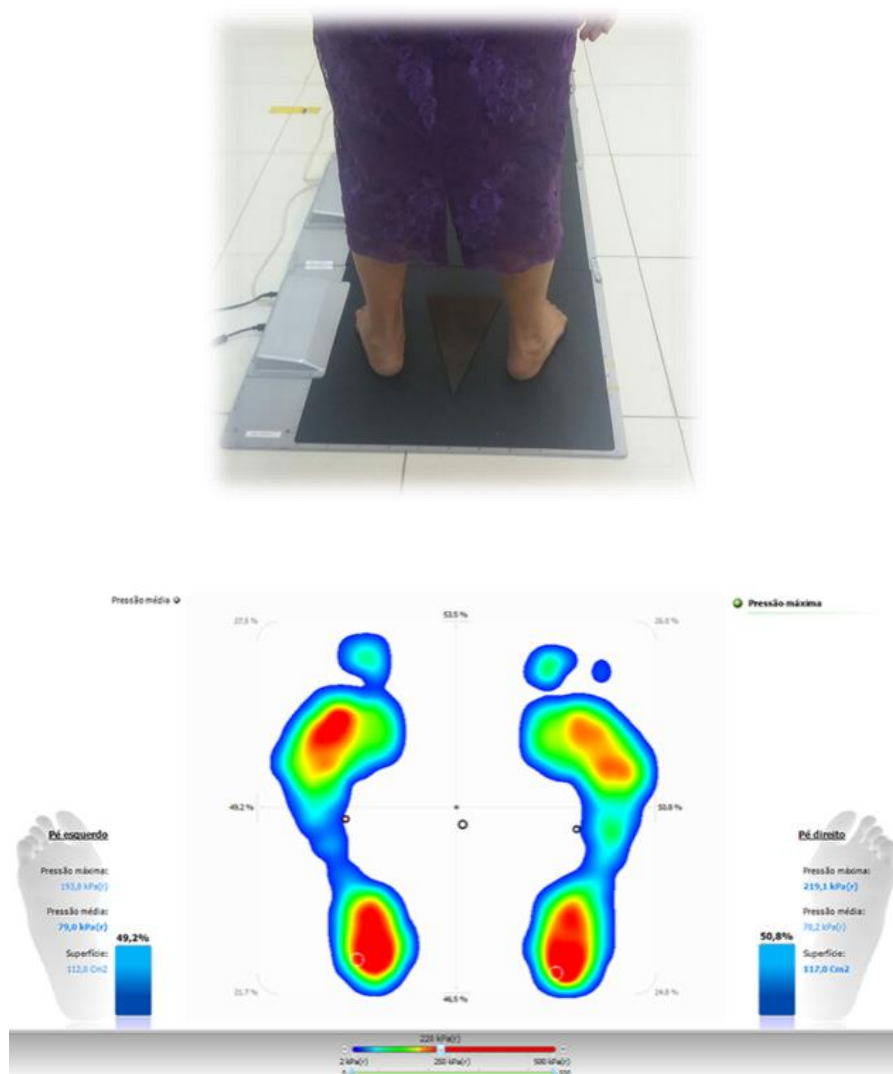 Pressão média
Pressão máxima
53.5 %
27.5 %
26.0 %
49.2 %
50.8 %
Pé esquerdo
Pressão máxima:
193,8 kPa(r)
Pressão média:
79,0 kPa(r)
Superfície:
112,0 Cm2
49,2%
Pé direito
Pressão máxima:
219,1 kPa(r)
Pressão média:
78,2 kPa(r)
Superfície:
117,0 Cm2
50,8%
21.7 %
46.5 %
24.8 %
220 kPa(r)
2 kPa(r)
250 kPa(r)
500 kPa(r)
0